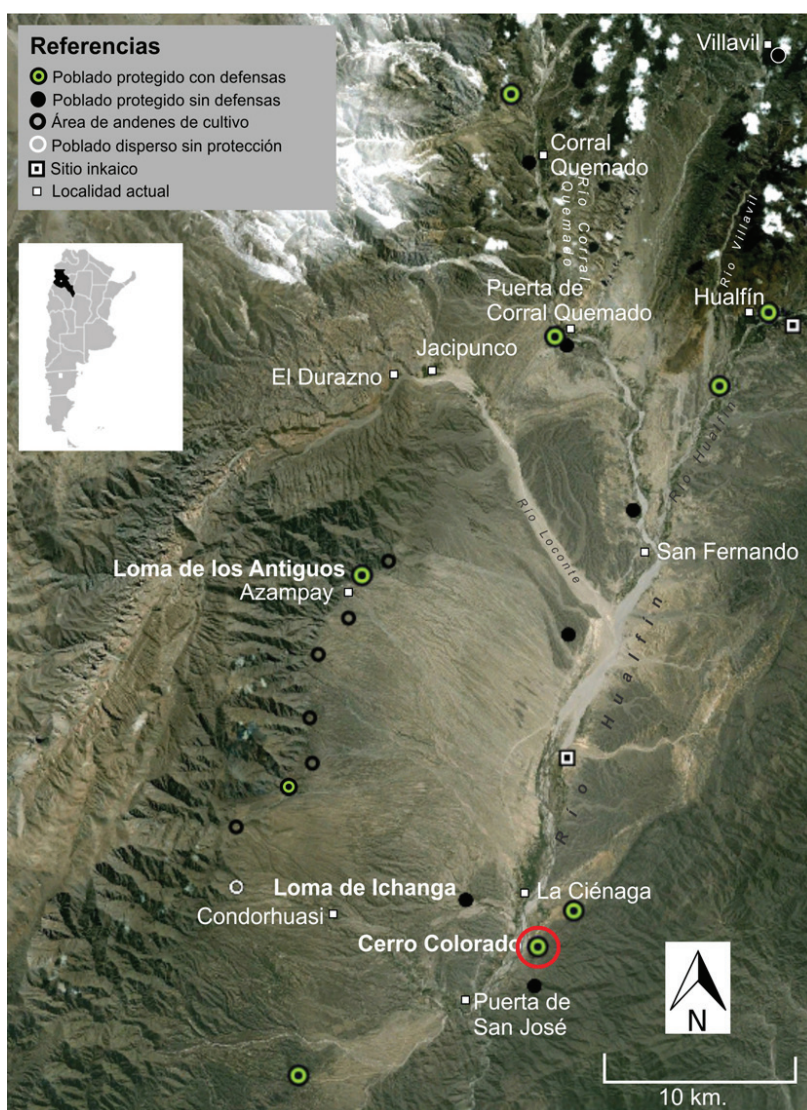 Referencias
Poblado protegido con defensas
Poblado protegido sin defensas
Área de andenes de cultivo
Poblado disperso sin protección
Sitio inkaico
Localidad actual
Villavil
Corral
Quemado
Río Corral
Quemado
Río Villavil
Hualfín
Puerta de
Corral Quemado
Jacipunco
El Durazno
Río Hualfín
Río Loconte
San Fernando
Loma de los Antiguos
Azampay
Río Hualfín
Loma de Ichanga
La Ciénaga
Condorhuasi
Cerro Colorado
Puerta de
San José
N
10 km.